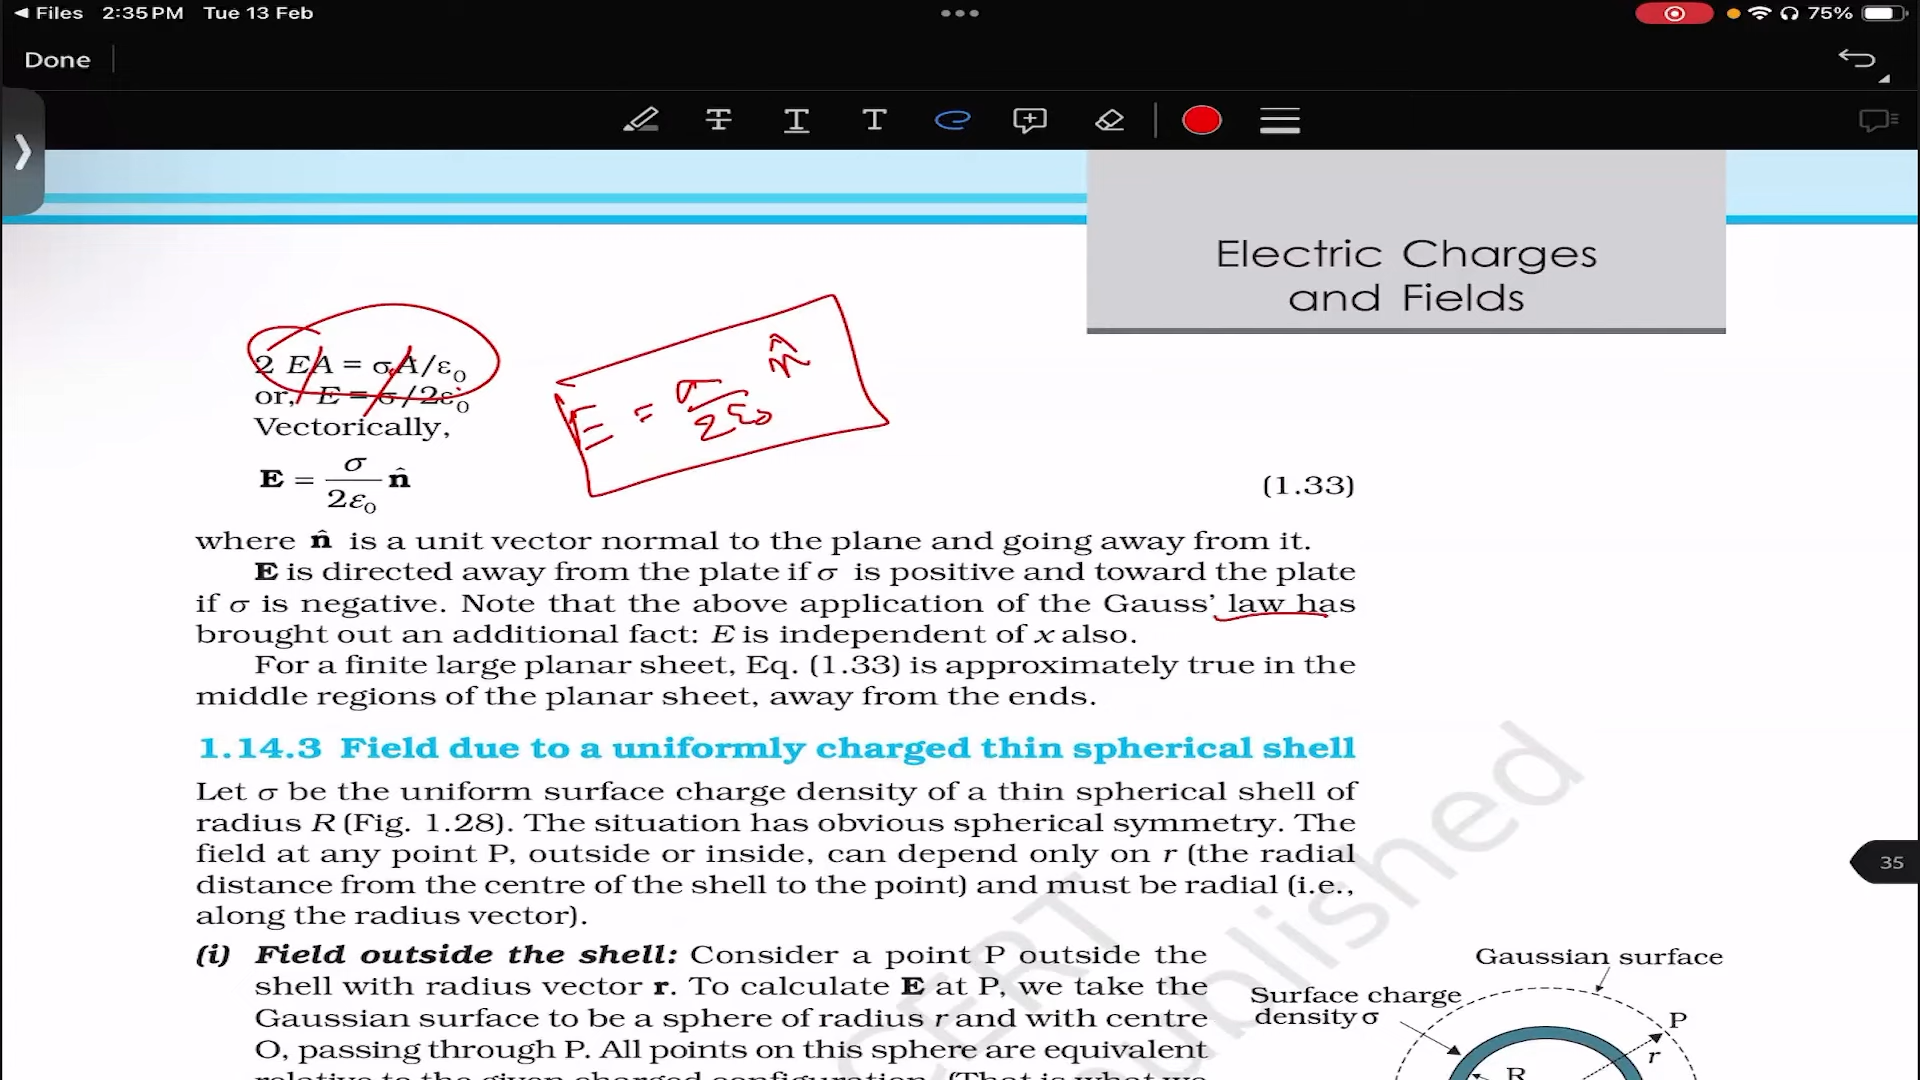 Files 2:35 PM Tue 13 Feb
75%
Done
Electric Charges
and Fields
2 EA = σA/ε₀
or, E = σ/2ε₀
Vectorically,
E = σ/2ε₀ n̂
E = σ/2ε₀ n̂
(1.33)
where n̂ is a unit vector normal to the plane and going away from it.
E is directed away from the plate if σ is positive and toward the plate
if σ is negative. Note that the above application of the Gauss’ law has
brought out an additional fact: E is independent of x also.
For a finite large planar sheet, Eq. (1.33) is approximately true in the
middle regions of the planar sheet, away from the ends.
1.14.3 Field due to a uniformly charged thin spherical shell
Let σ be the uniform surface charge density of a thin spherical shell of
radius R (Fig. 1.28). The situation has obvious spherical symmetry. The
field at any point P, outside or inside, can depend only on r (the radial
distance from the centre of the shell to the point) and must be radial (i.e.,
along the radius vector).
(i) Field outside the shell: Consider a point P outside the
shell with radius vector r. To calculate E at P, we take the
Gaussian surface to be a sphere of radius r and with centre
O, passing through P. All points on this sphere are equivalent
relative to the given charged configuration. (That is what we
Gaussian surface
Surface charge
density σ
P
r
R
35